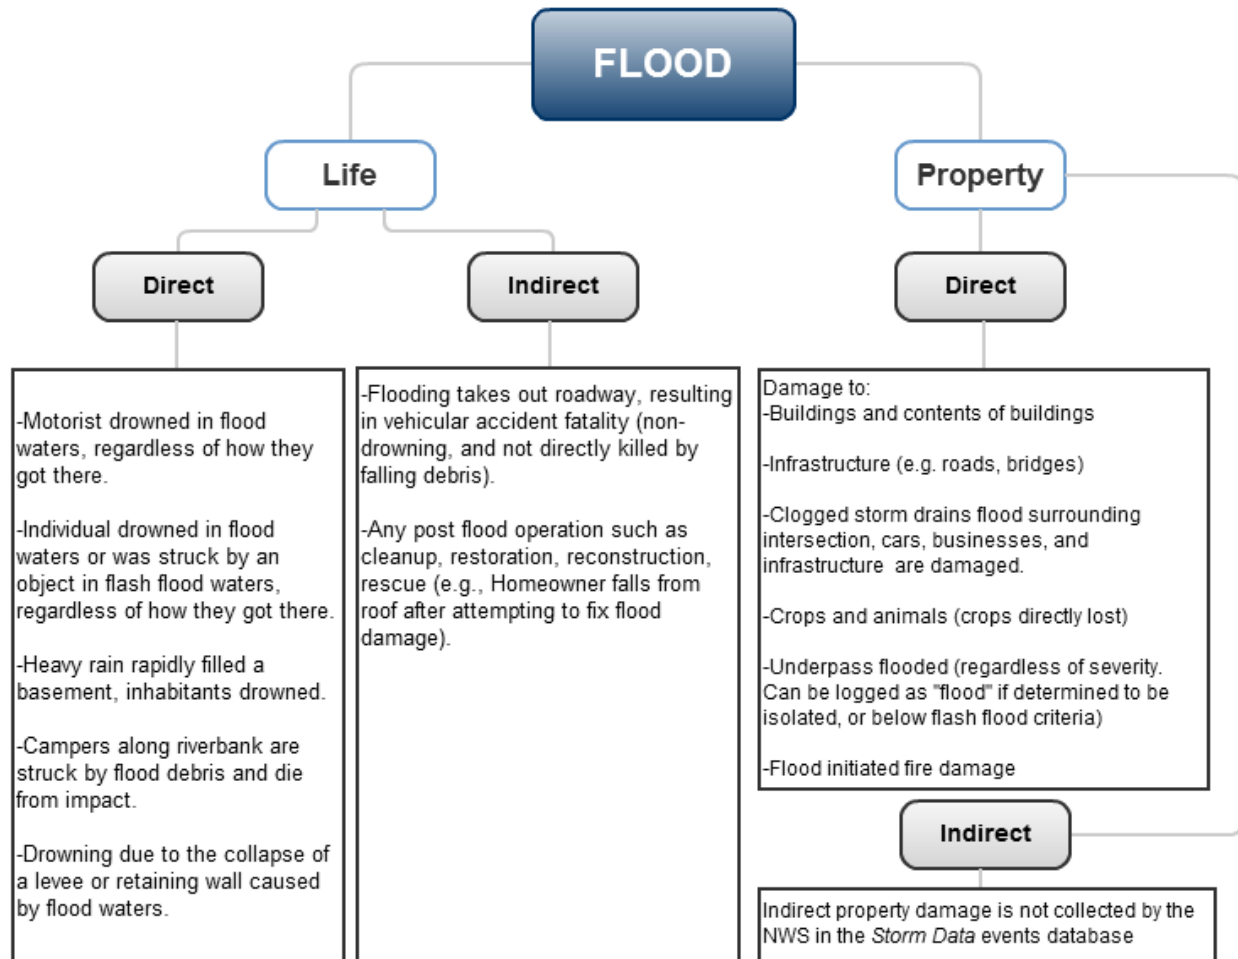 FLOOD
Life
Property
Direct
Indirect
Direct
-Motorist drowned in flood
waters, regardless of how they
got there.
-Individual drowned in flood
waters or was struck by an
object in flash flood waters,
regardless of how they got there.
-Heavy rain rapidly filled a
basement, inhabitants drowned.
-Campers along riverbank are
struck by flood debris and die
from impact.
-Drowning due to the collapse of
a levee or retaining wall caused
by flood waters.
-Flooding takes out roadway, resulting
in vehicular accident fatality (non-
drowning, and not directly killed by
falling debris).
-Any post flood operation such as
cleanup, restoration, reconstruction,
rescue (e.g., Homeowner falls from
roof after attempting to fix flood
damage).
Damage to:
-Buildings and contents of buildings
-Infrastructure (e.g. roads, bridges)
-Clogged storm drains flood surrounding
intersection, cars, businesses, and
infrastructure  are damaged.
-Crops and animals (crops directly lost)
-Underpass flooded (regardless of severity.
Can be logged as "flood" if determined to be
isolated, or below flash flood criteria)
-Flood initiated fire damage
Indirect
Indirect property damage is not collected by the
NWS in the Storm Data events database